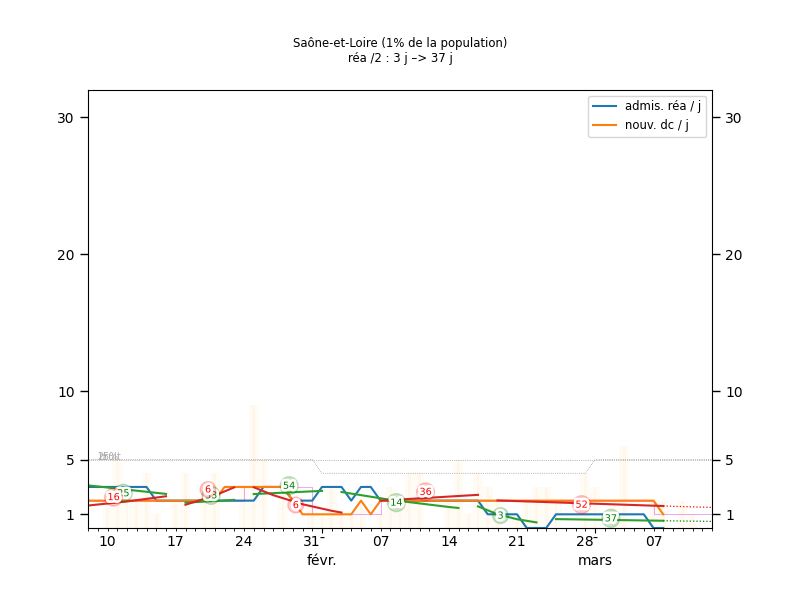 Saône-et-Loire (1% de la population)
réa /2 : 3 j –> 37 j
admis. réa / j
nouv. dc / j
30 30
20 20
10 10
5 5
1 1
16 6 54 6 14 36 3 52 37
10 17 24 31 07 14 21 28 07
févr. mars